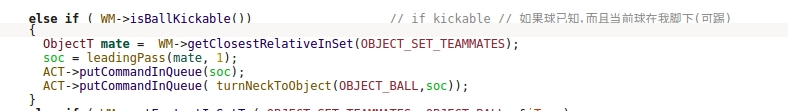 else if ( WM->isBallKickable()) // if kickable // 如果球已知,而且当前球在我脚下(可踢)
{
ObjectT mate = WM->getClosestRelativeInSet(OBJECT_SET_TEAMMATES);
soc = leadingPass(mate, 1);
ACT->putCommandInQueue(soc);
ACT->putCommandInQueue( turnNeckToObject(OBJECT_BALL,soc));
}